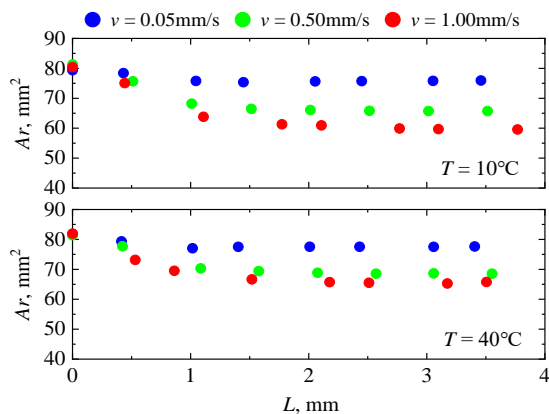 v = 0.05mm/s v = 0.50mm/s v = 1.00mm/s
90
80
70
60
50
40
Ar, mm²
T = 10°C
90
80
70
60
50
40
Ar, mm²
T = 40°C
0 1 2 3 4
L, mm